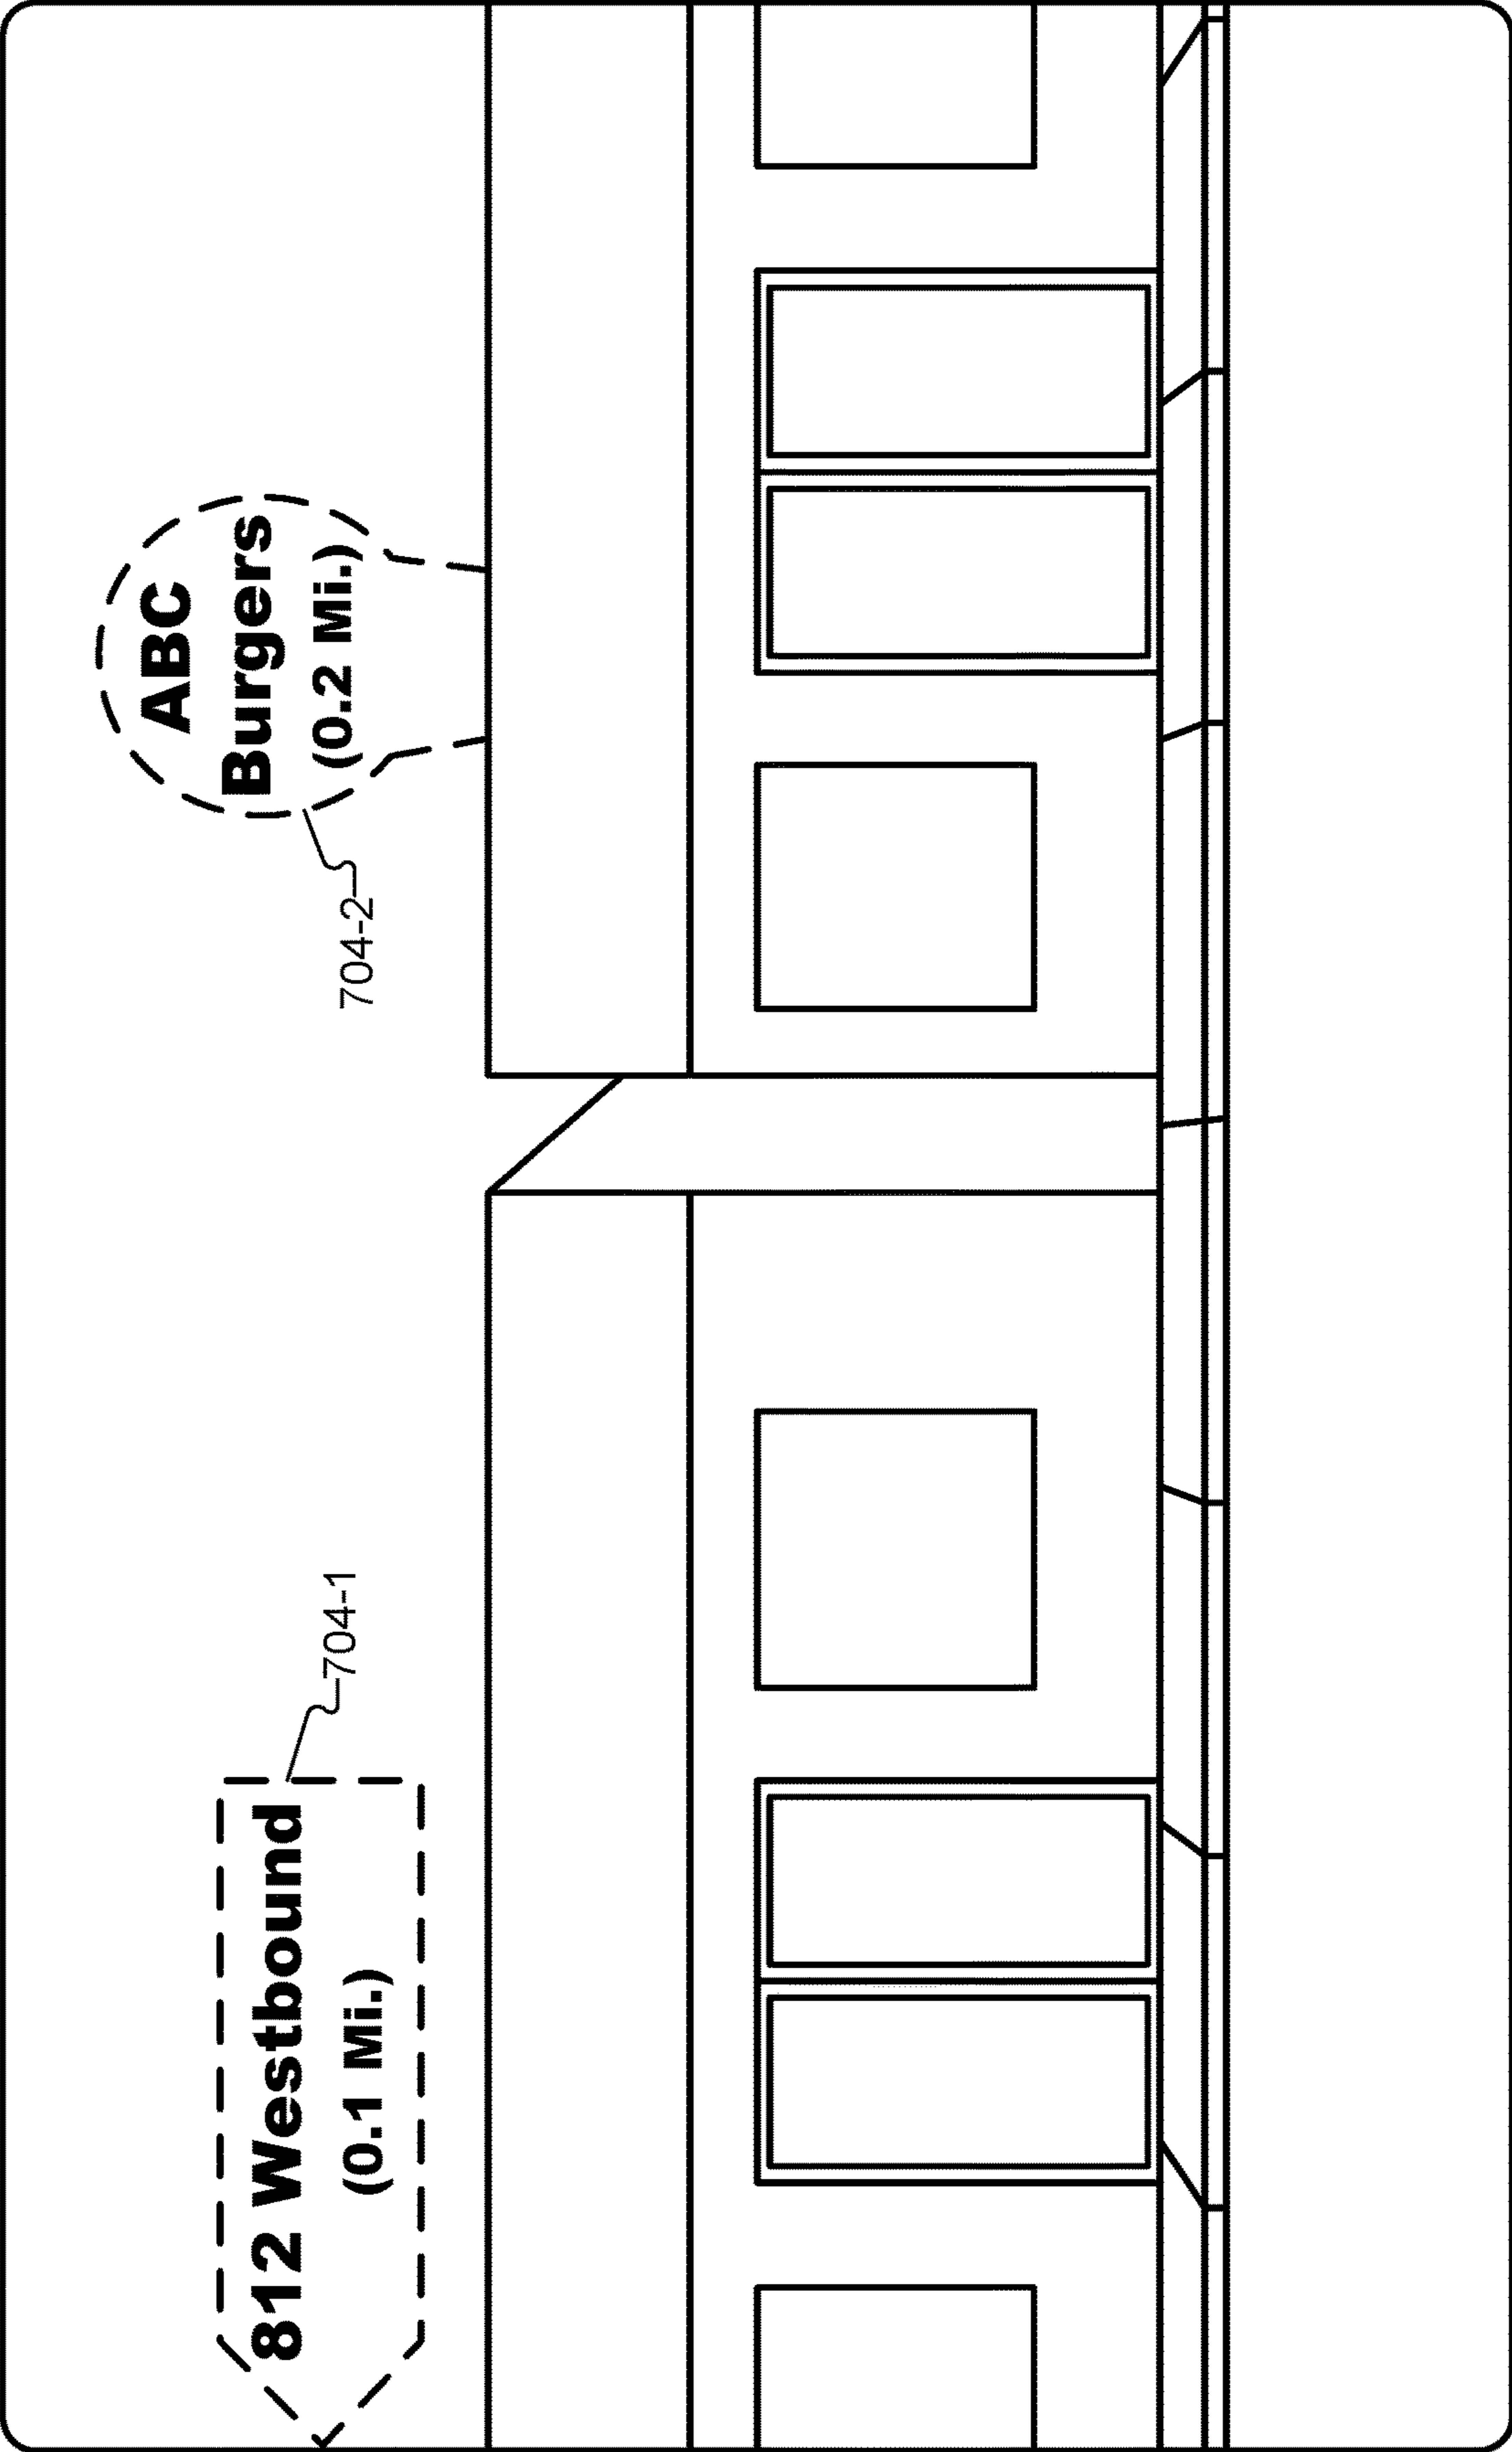 812 Westbound
(0.1 Mi.)
704-1
ABC
Burgers
(0.2 Mi.)
704-2